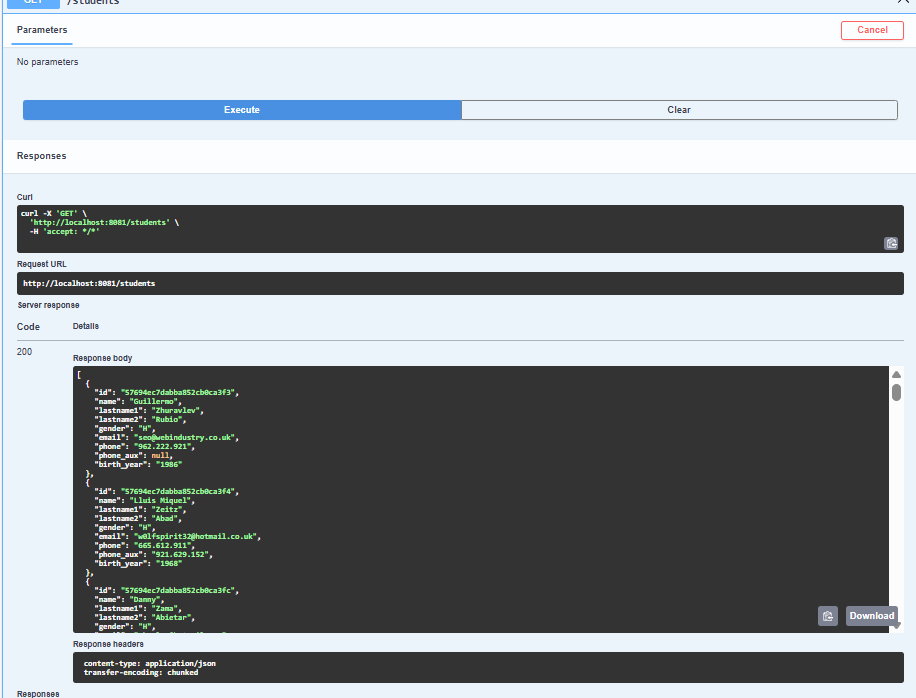 GET /students
Parameters
Cancel
No parameters
Execute
Clear
Responses
Curl
curl -X 'GET' \
'http://localhost:8081/students' \
-H 'accept: */*'
Request URL
http://localhost:8081/students
Server response
Code Details
200
Response body
[
{
"id": "57694ec7dabba852cb0ca3f3",
"name": "Guillermo",
"lastname1": "Zhuravlev",
"lastname2": "Rubio",
"gender": "H",
"email": "seo@webindustry.co.uk",
"phone": "962.222.921",
"phone_aux": null,
"birth_year": "1986"
},
{
"id": "57694ec7dabba852cb0ca3f4",
"name": "Lluis Miquel",
"lastname1": "Zeitz",
"lastname2": "Abad",
"gender": "H",
"email": "w0lfspirit32@hotmail.co.uk",
"phone": "665.612.911",
"phone_aux": "921.629.152",
"birth_year": "1968"
},
{
"id": "57694ec7dabba852cb0ca3fc",
"name": "Danny",
"lastname1": "Zama",
"lastname2": "Abietar",
"gender": "H",
Download
Response headers
content-type: application/json
transfer-encoding: chunked
Responses